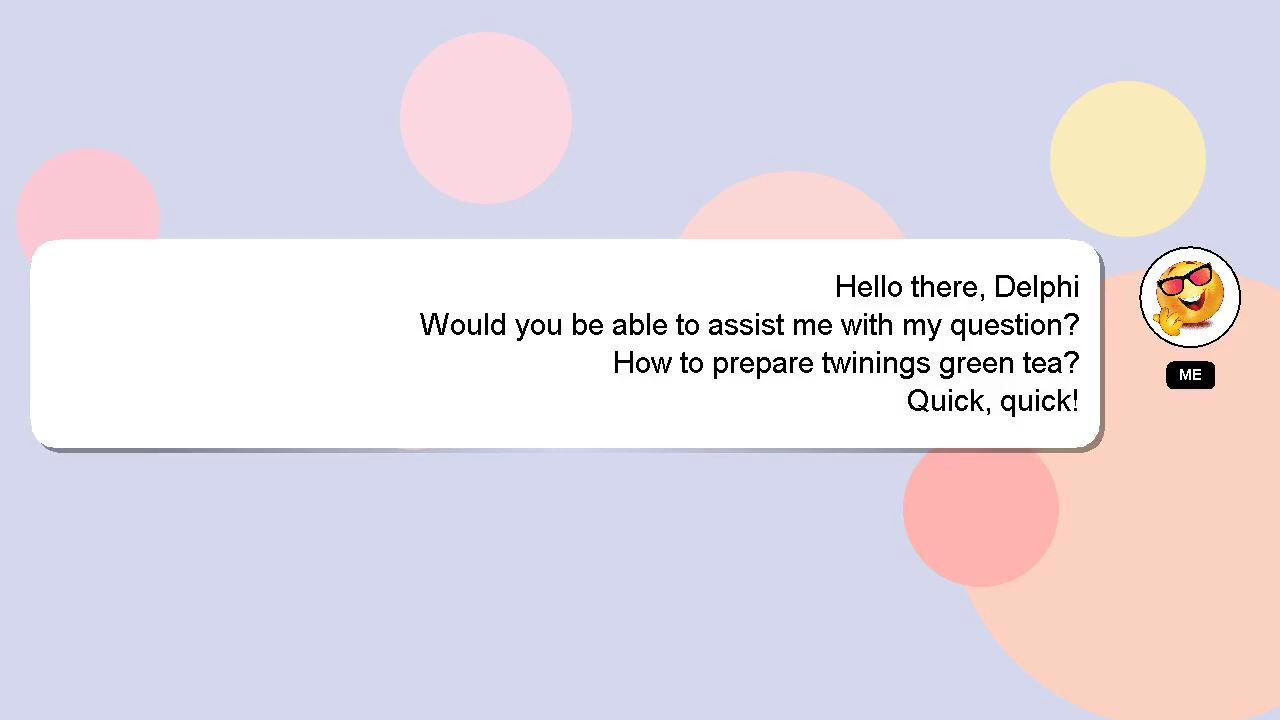 Hello there, Delphi
Would you be able to assist me with my question?
How to prepare twinings green tea?
Quick, quick!
ME